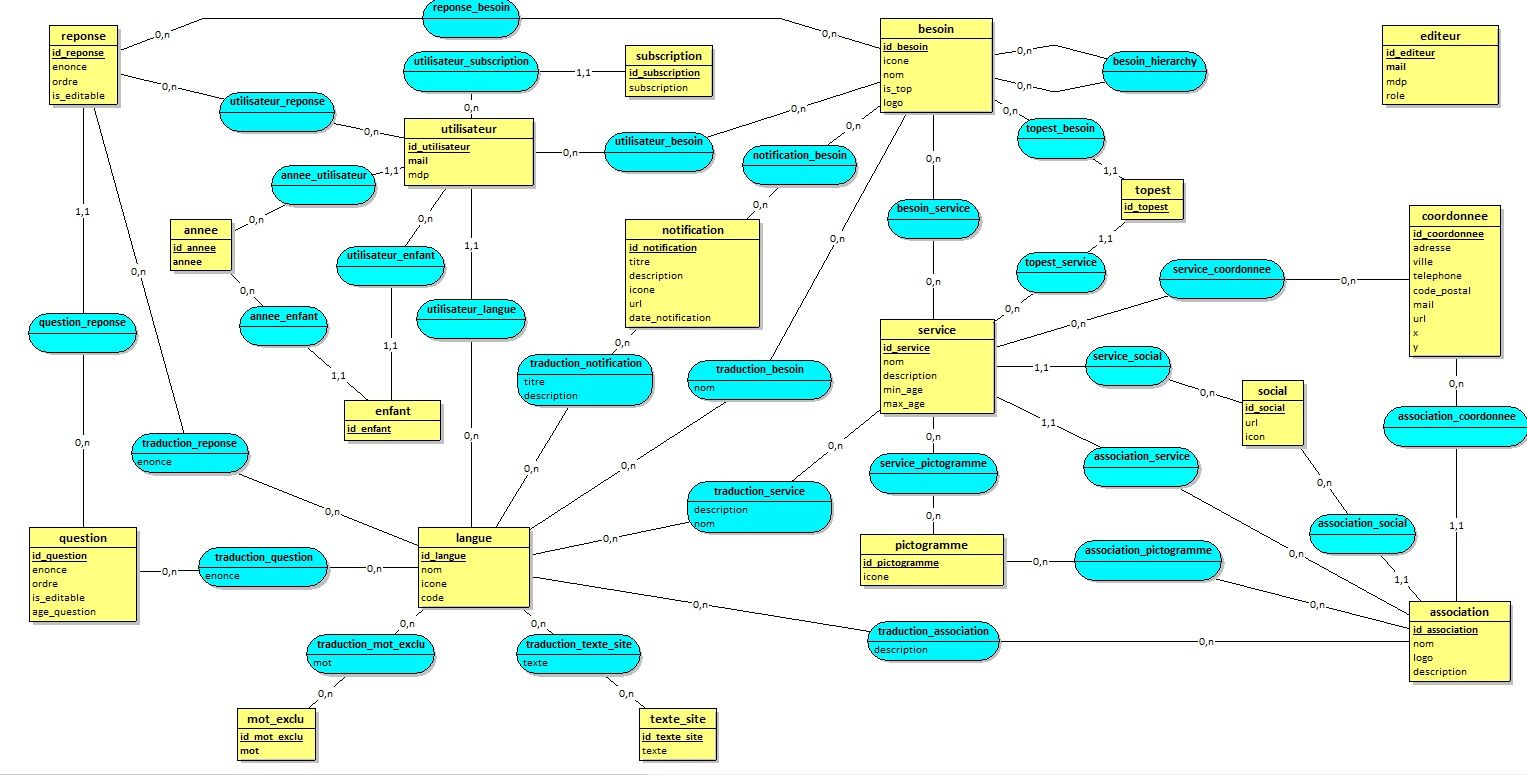 reponse_besoin
reponse
id_reponse
enonce
ordre
is_editable
0,n
0,n
utilisateur_subscription
1,1
0,n
subscription
id_subscription
subscription
besoin
id_besoin
icone
nom
is_top
logo
0,n
0,n
besoin_hierarchy
editeur
id_editeur
mail
mdp
role
0,n
utilisateur_reponse
0,n
utilisateur
id_utilisateur
mail
mdp
0,n
utilisateur_besoin
0,n
0,n
notification_besoin
0,n
0,n
topest_besoin
1,1
topest
id_topest
1,1
topest_service
0,n
0,n
besoin_service
0,n
annee_utilisateur
1,1
0,n
annee
id_annee
annee
0,n
annee_enfant
1,1
0,n
utilisateur_enfant
1,1
enfant
id_enfant
1,1
utilisateur_langue
0,n
notification
id_notification
titre
description
icone
url
date_notification
0,n
traduction_notification
titre
description
0,n
0,n
traduction_besoin
nom
0,n
coordonnee
id_coordonnee
adresse
ville
telephone
code_postal
mail
url
x
y
service_coordonnee
0,n
0,n
service
id_service
nom
description
min_age
max_age
1,1
service_social
0,n
social
id_social
url
icon
0,n
association_social
1,1
0,n
association_coordonnee
1,1
1,1
association_service
0,n
1,1
question_reponse
0,n
0,n
traduction_reponse
enonce
0,n
0,n
traduction_service
description
nom
0,n
0,n
service_pictogramme
0,n
pictogramme
id_pictogramme
icone
0,n
association_pictogramme
0,n
question
id_question
enonce
ordre
is_editable
age_question
0,n
traduction_question
enonce
0,n
langue
id_langue
nom
icone
code
0,n
traduction_association
description
0,n
association
id_association
nom
logo
description
0,n
traduction_mot_exclu
mot
0,n
mot_exclu
id_mot_exclu
mot
0,n
traduction_texte_site
texte
0,n
texte_site
id_texte_site
texte